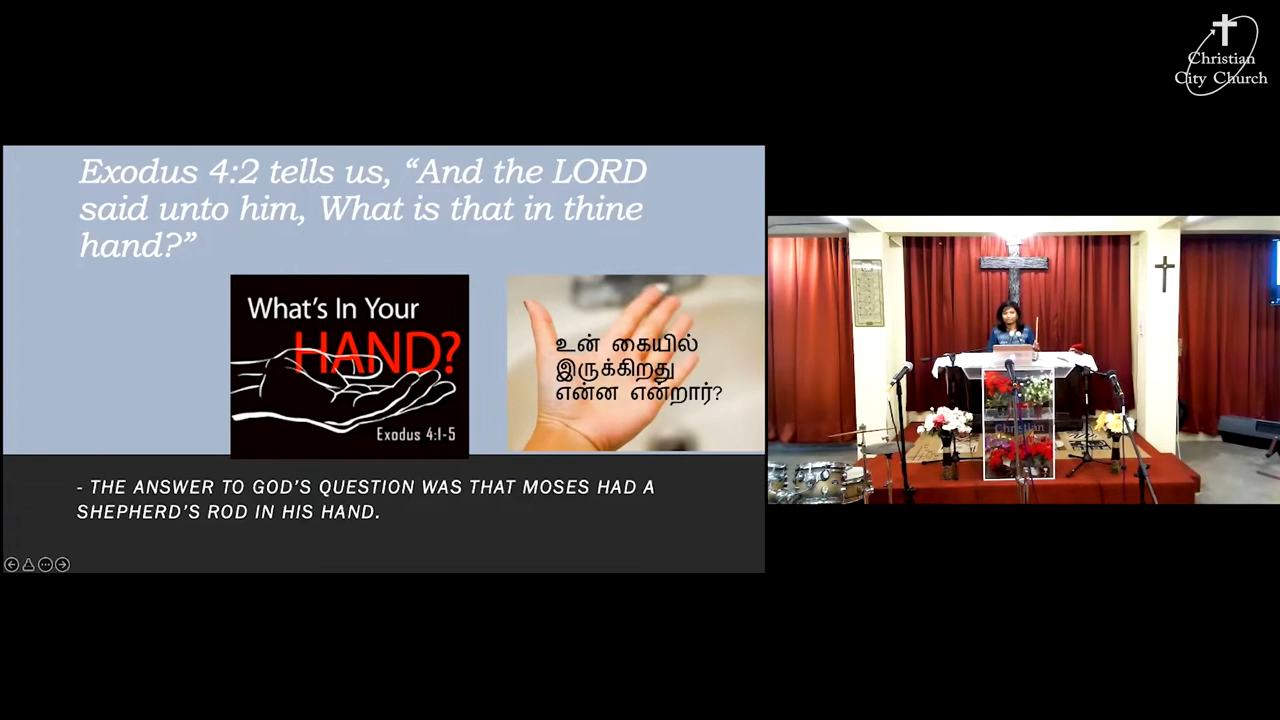 Christian
City Church
Exodus 4:2 tells us, “And the LORD
said unto him, What is that in thine
hand?”
What's In Your
HAND?
Exodus 4:1-5
உன் கையில்
இருக்கிறது
என்ன என்றார்?
- THE ANSWER TO GOD’S QUESTION WAS THAT MOSES HAD A
SHEPHERD’S ROD IN HIS HAND.
Christian